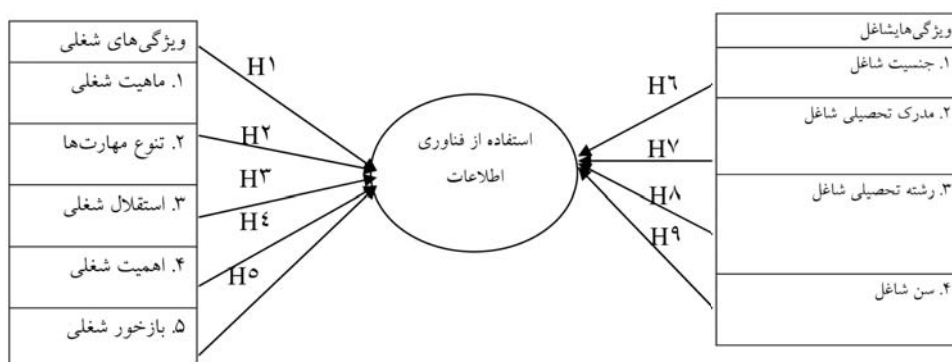 ویژگی‌هایشاغل
۱. جنسیت شاغل
۲. مدرک تحصیلی شاغل
۳. رشته تحصیلی شاغل
۴. سن شاغل
H۶
H۷
H۸
H۹
استفاده از فناوری
اطلاعات
H۱
H۲
H۳
H٤
H۵
ویژگی‌های شغلی
۱. ماهیت شغلی
۲. تنوع مهارت‌ها
۳. استقلال شغلی
۴. اهمیت شغلی
۵. بازخور شغلی